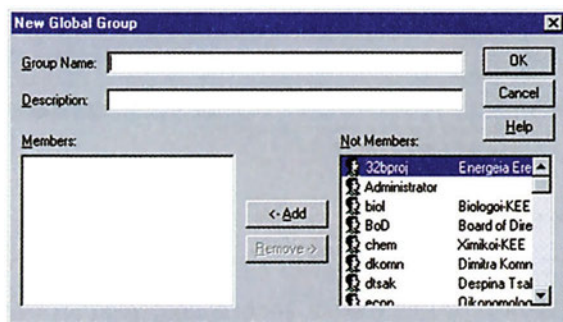 New Global Group
Group Name:
OK
Description:
Cancel
Help
Members:
Not Members:
32bproj Energeia Ere
Administrator
biol Biologoi-KEE
BoD Board of Dire
chem Ximikoi-KEE
dkomn Dimitra Komn
dtsak Despina Tsal
econ Oikonomolog
<- Add
Remove ->